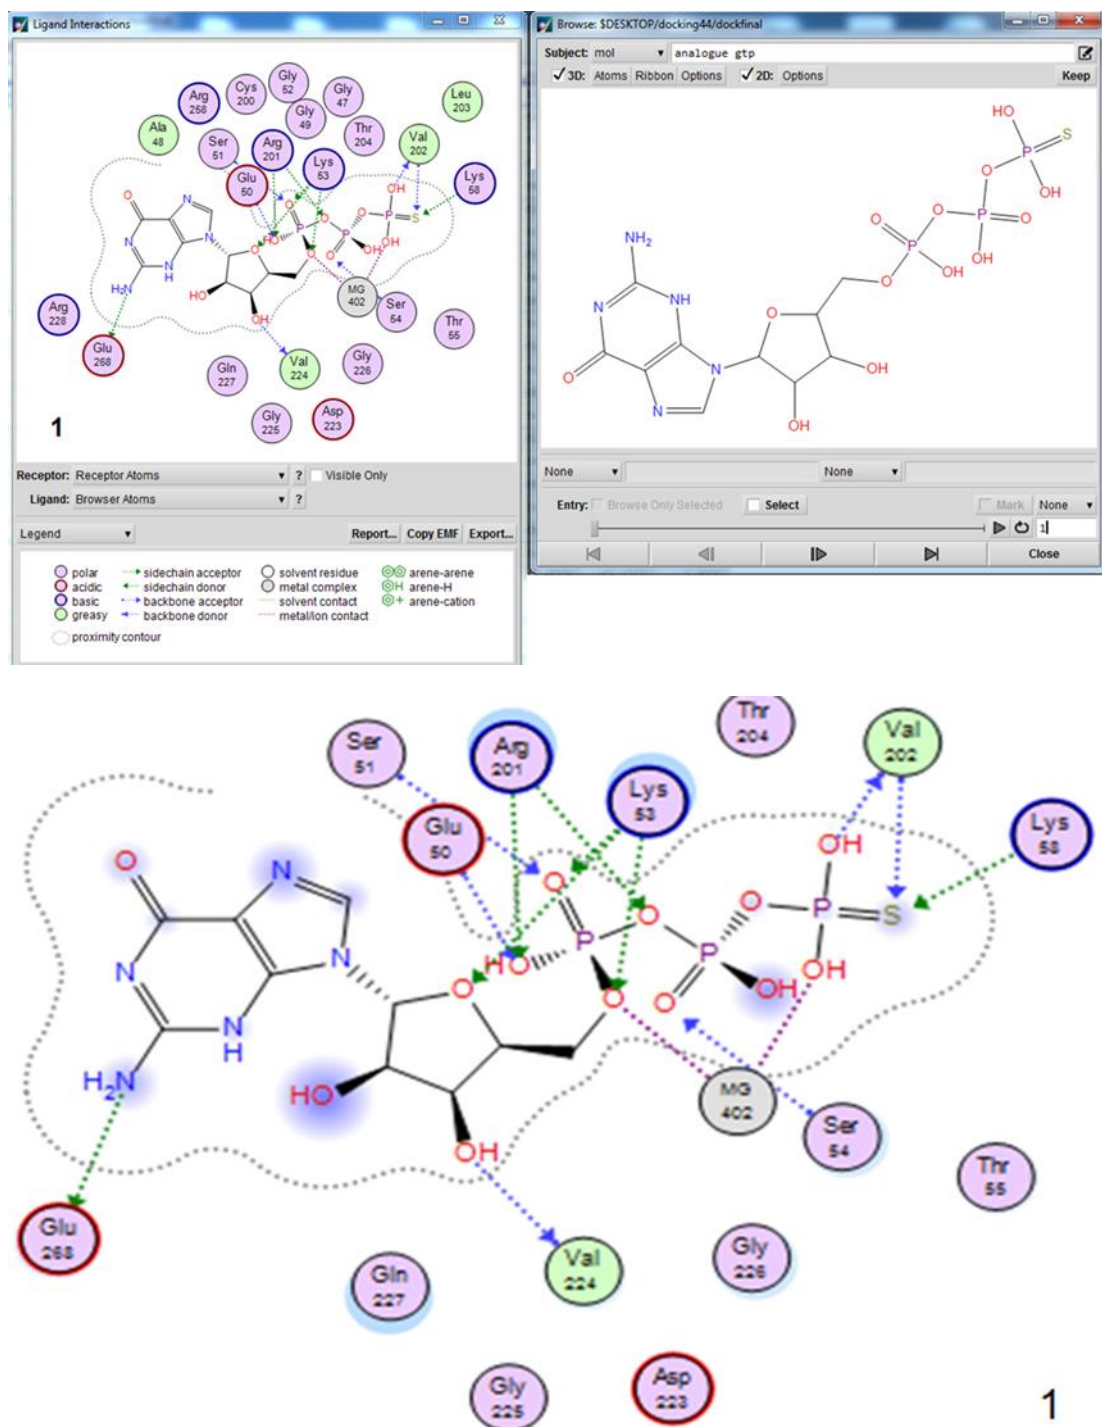 Ligand Interactions
Arg
258
Cys
200
Gly
52
Gly
47
Leu
203
Ala
48
Gly
49
Thr
204
Val
202
Ser
51
Arg
201
Lys
53
Lys
58
Glu
50
O
N
N
N
N
H
H₂N
O
HO
OH
O
HO
P
O
O
O
P
O
OH
O
P
OH
S
OH
MG
402
Ser
54
Thr
55
Arg
228
Glu
268
Gln
227
Val
224
Gly
226
Gly
225
Asp
223
1
Receptor: Receptor Atoms ? Visible Only
Ligand: Browser Atoms ?
Legend Report... Copy EMF Export...
polar sidechain acceptor solvent residue arene-arene
acidic sidechain donor metal complex arene-H
basic backbone acceptor solvent contact arene-cation
greasy backbone donor metal/ion contact
proximity contour
Browse: $DESKTOP/docking44/dockfinal
Subject: mol analogue gtp
3D: Atoms Ribbon Options 2D: Options Keep
HO
P
S
O
OH
O
O
P
O
P
O
OH
OH
O
NH₂
N
NH
O
N
N
O
OH
OH
None None
Entry: Browse Only Selected Select Mark None
1
Close
Thr
204
Val
202
Ser
51
Arg
201
Lys
53
Lys
58
Glu
50
O
N
N
N
N
H
H₂N
O
HO
OH
O
HO
P
O
O
O
P
O
OH
O
P
OH
S
OH
MG
402
Ser
54
Thr
55
Glu
268
Gln
227
Val
224
Gly
226
Gly
225
Asp
223
1